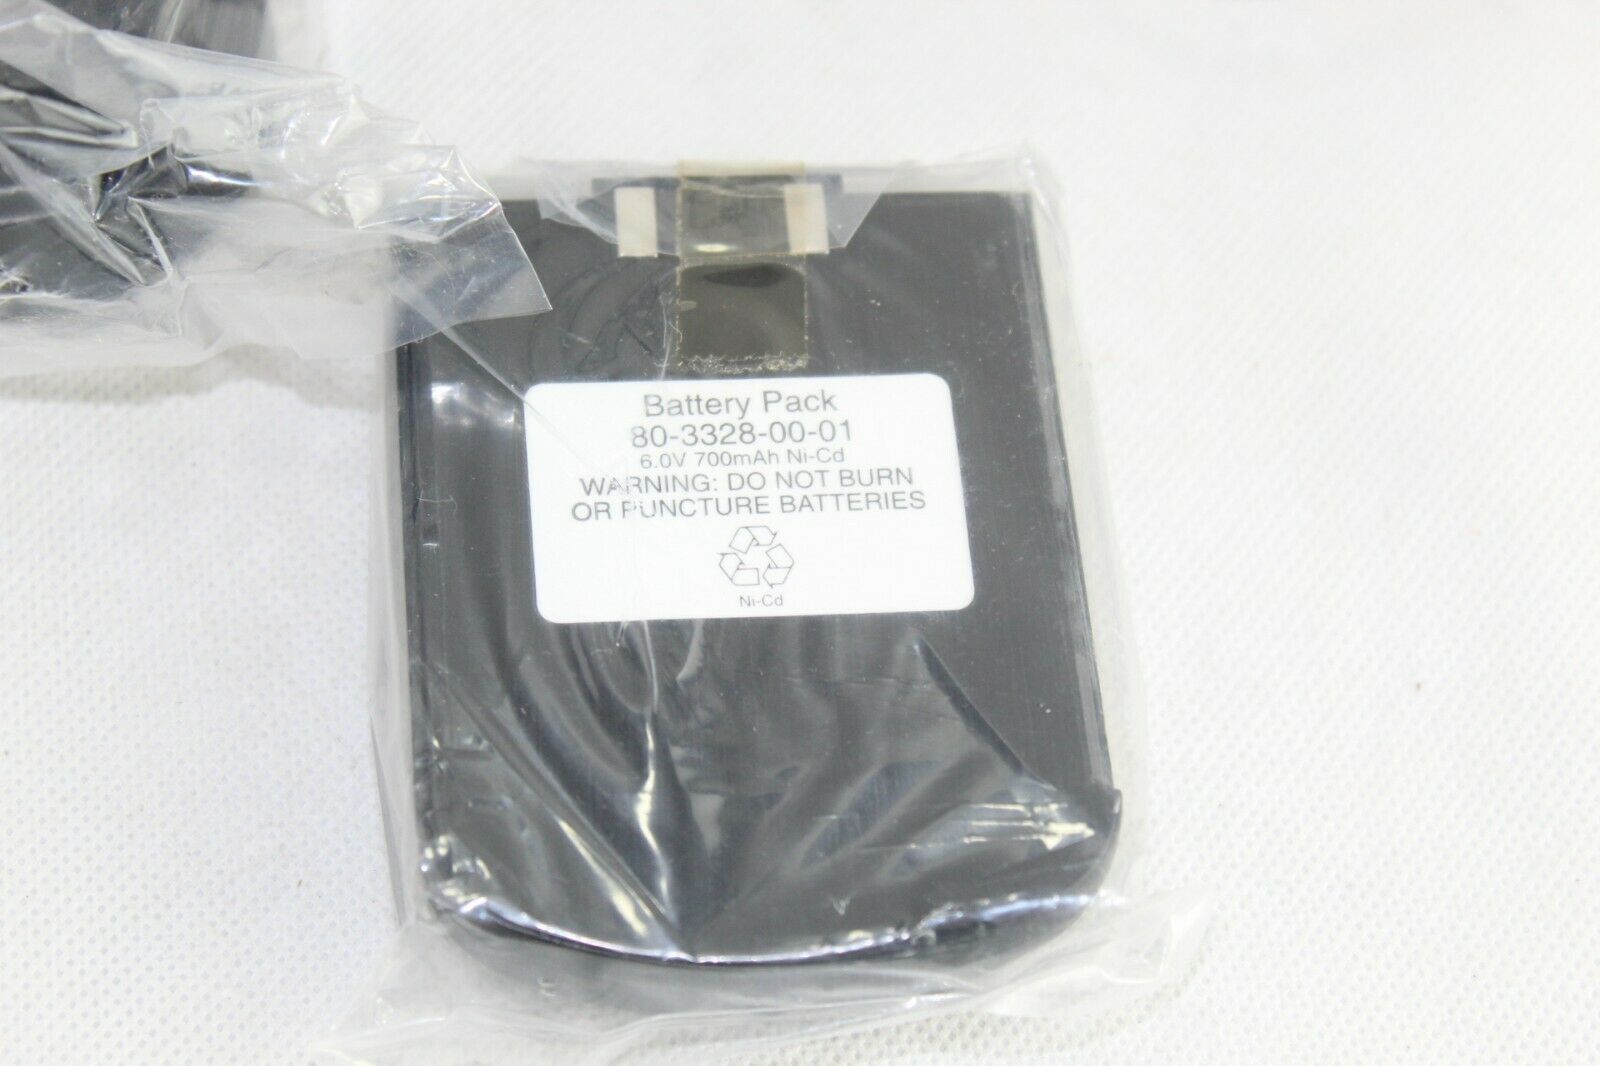 Battery Pack
80-3328-00-01
6.0V 700mAh Ni-Cd
WARNING: DO NOT BURN
OR PUNCTURE BATTERIES
Ni-Cd